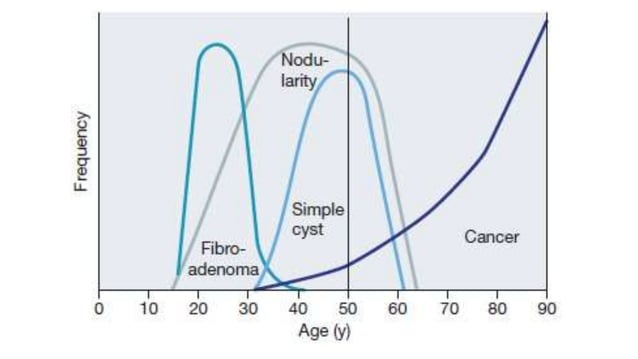 Frequency
Nodu-
larity
Simple
cyst
Fibro-
adenoma
Cancer
0 10 20 30 40 50 60 70 80 90
Age (y)